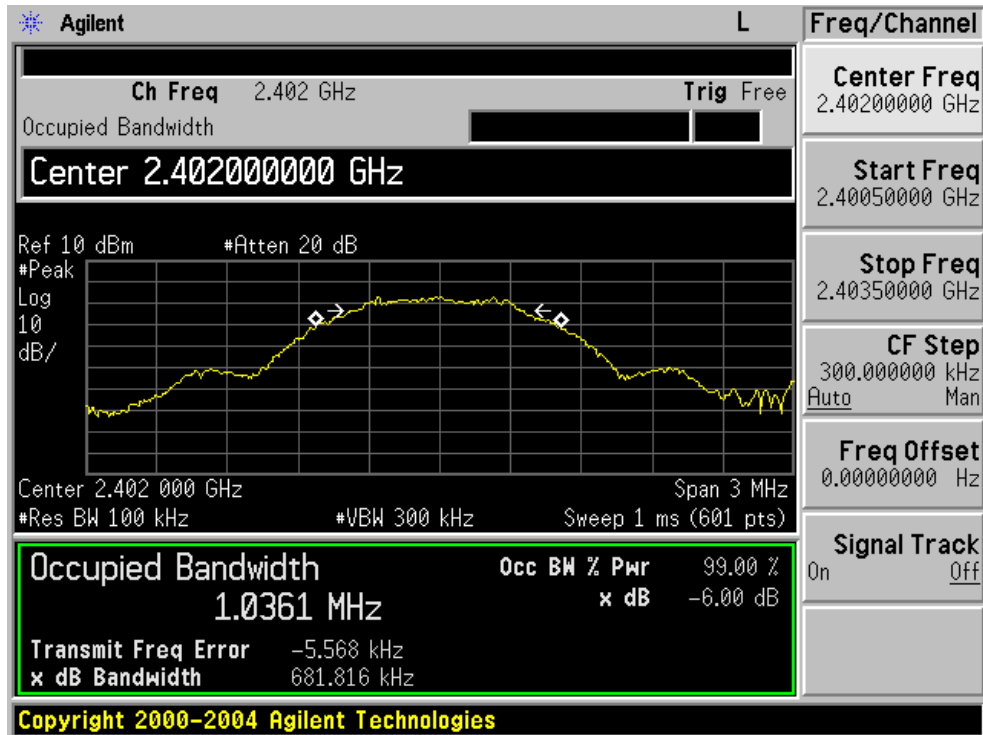 Agilent L Freq/Channel
Ch Freq 2.402 GHz Trig Free
Occupied Bandwidth
Center 2.402000000 GHz
Ref 10 dBm #Atten 20 dB
#Peak
Log
10
dB/
Center 2.402 000 GHz Span 3 MHz
#Res BW 100 kHz #VBW 300 kHz Sweep 1 ms (601 pts)
Occupied Bandwidth Occ BW % Pwr 99.00 %
1.0361 MHz x dB -6.00 dB
Transmit Freq Error -5.568 kHz
x dB Bandwidth 681.816 kHz
Center Freq
2.40200000 GHz
Start Freq
2.40050000 GHz
Stop Freq
2.40350000 GHz
CF Step
300.000000 kHz
Auto Man
Freq Offset
0.00000000 Hz
Signal Track
On Off
Copyright 2000-2004 Agilent Technologies